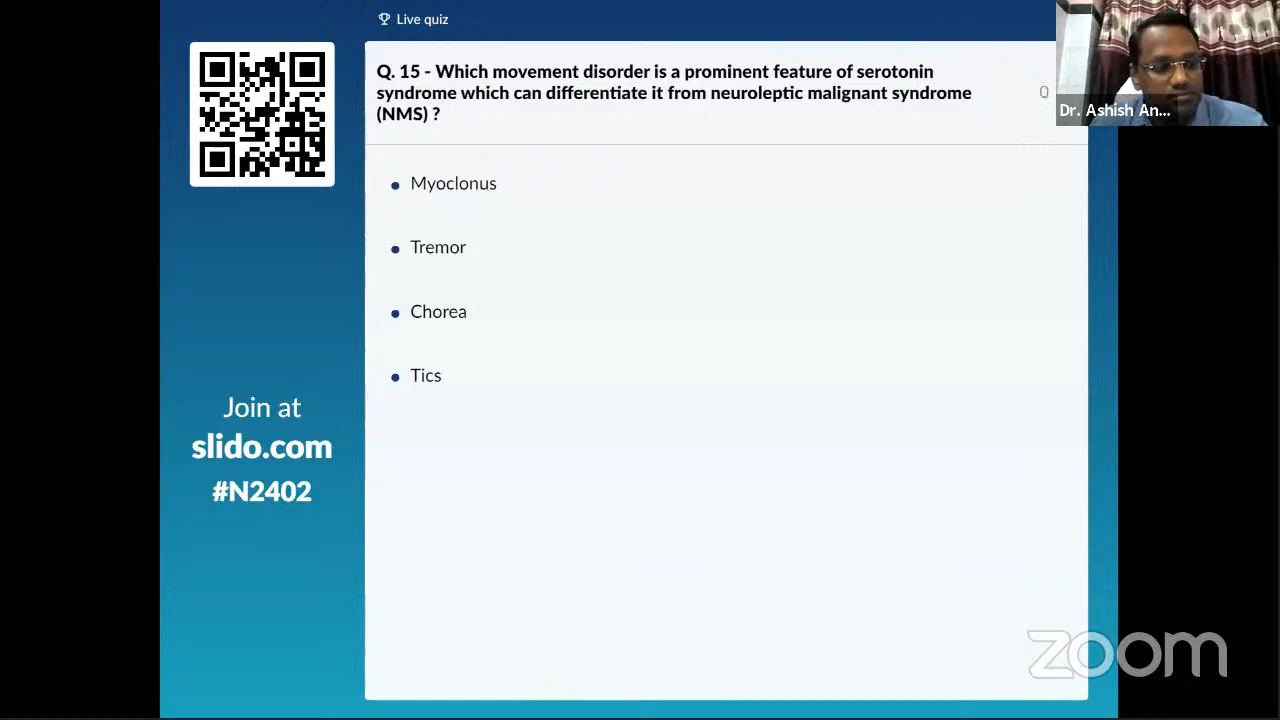 Live quiz
Q. 15 - Which movement disorder is a prominent feature of serotonin
syndrome which can differentiate it from neuroleptic malignant syndrome
(NMS) ?
0
Dr. Ashish An...
Myoclonus
Tremor
Chorea
Tics
Join at
slido.com
#N2402
zoom